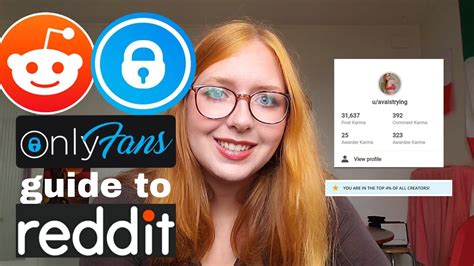 OnlyFans
guide to
reddit
u/avaistrying
31,637
392
Post Karma
Comment Karma
25
323
Awarder Karma
Awardee Karma
View profile
YOU ARE IN THE TOP 4% OF ALL CREATORS!